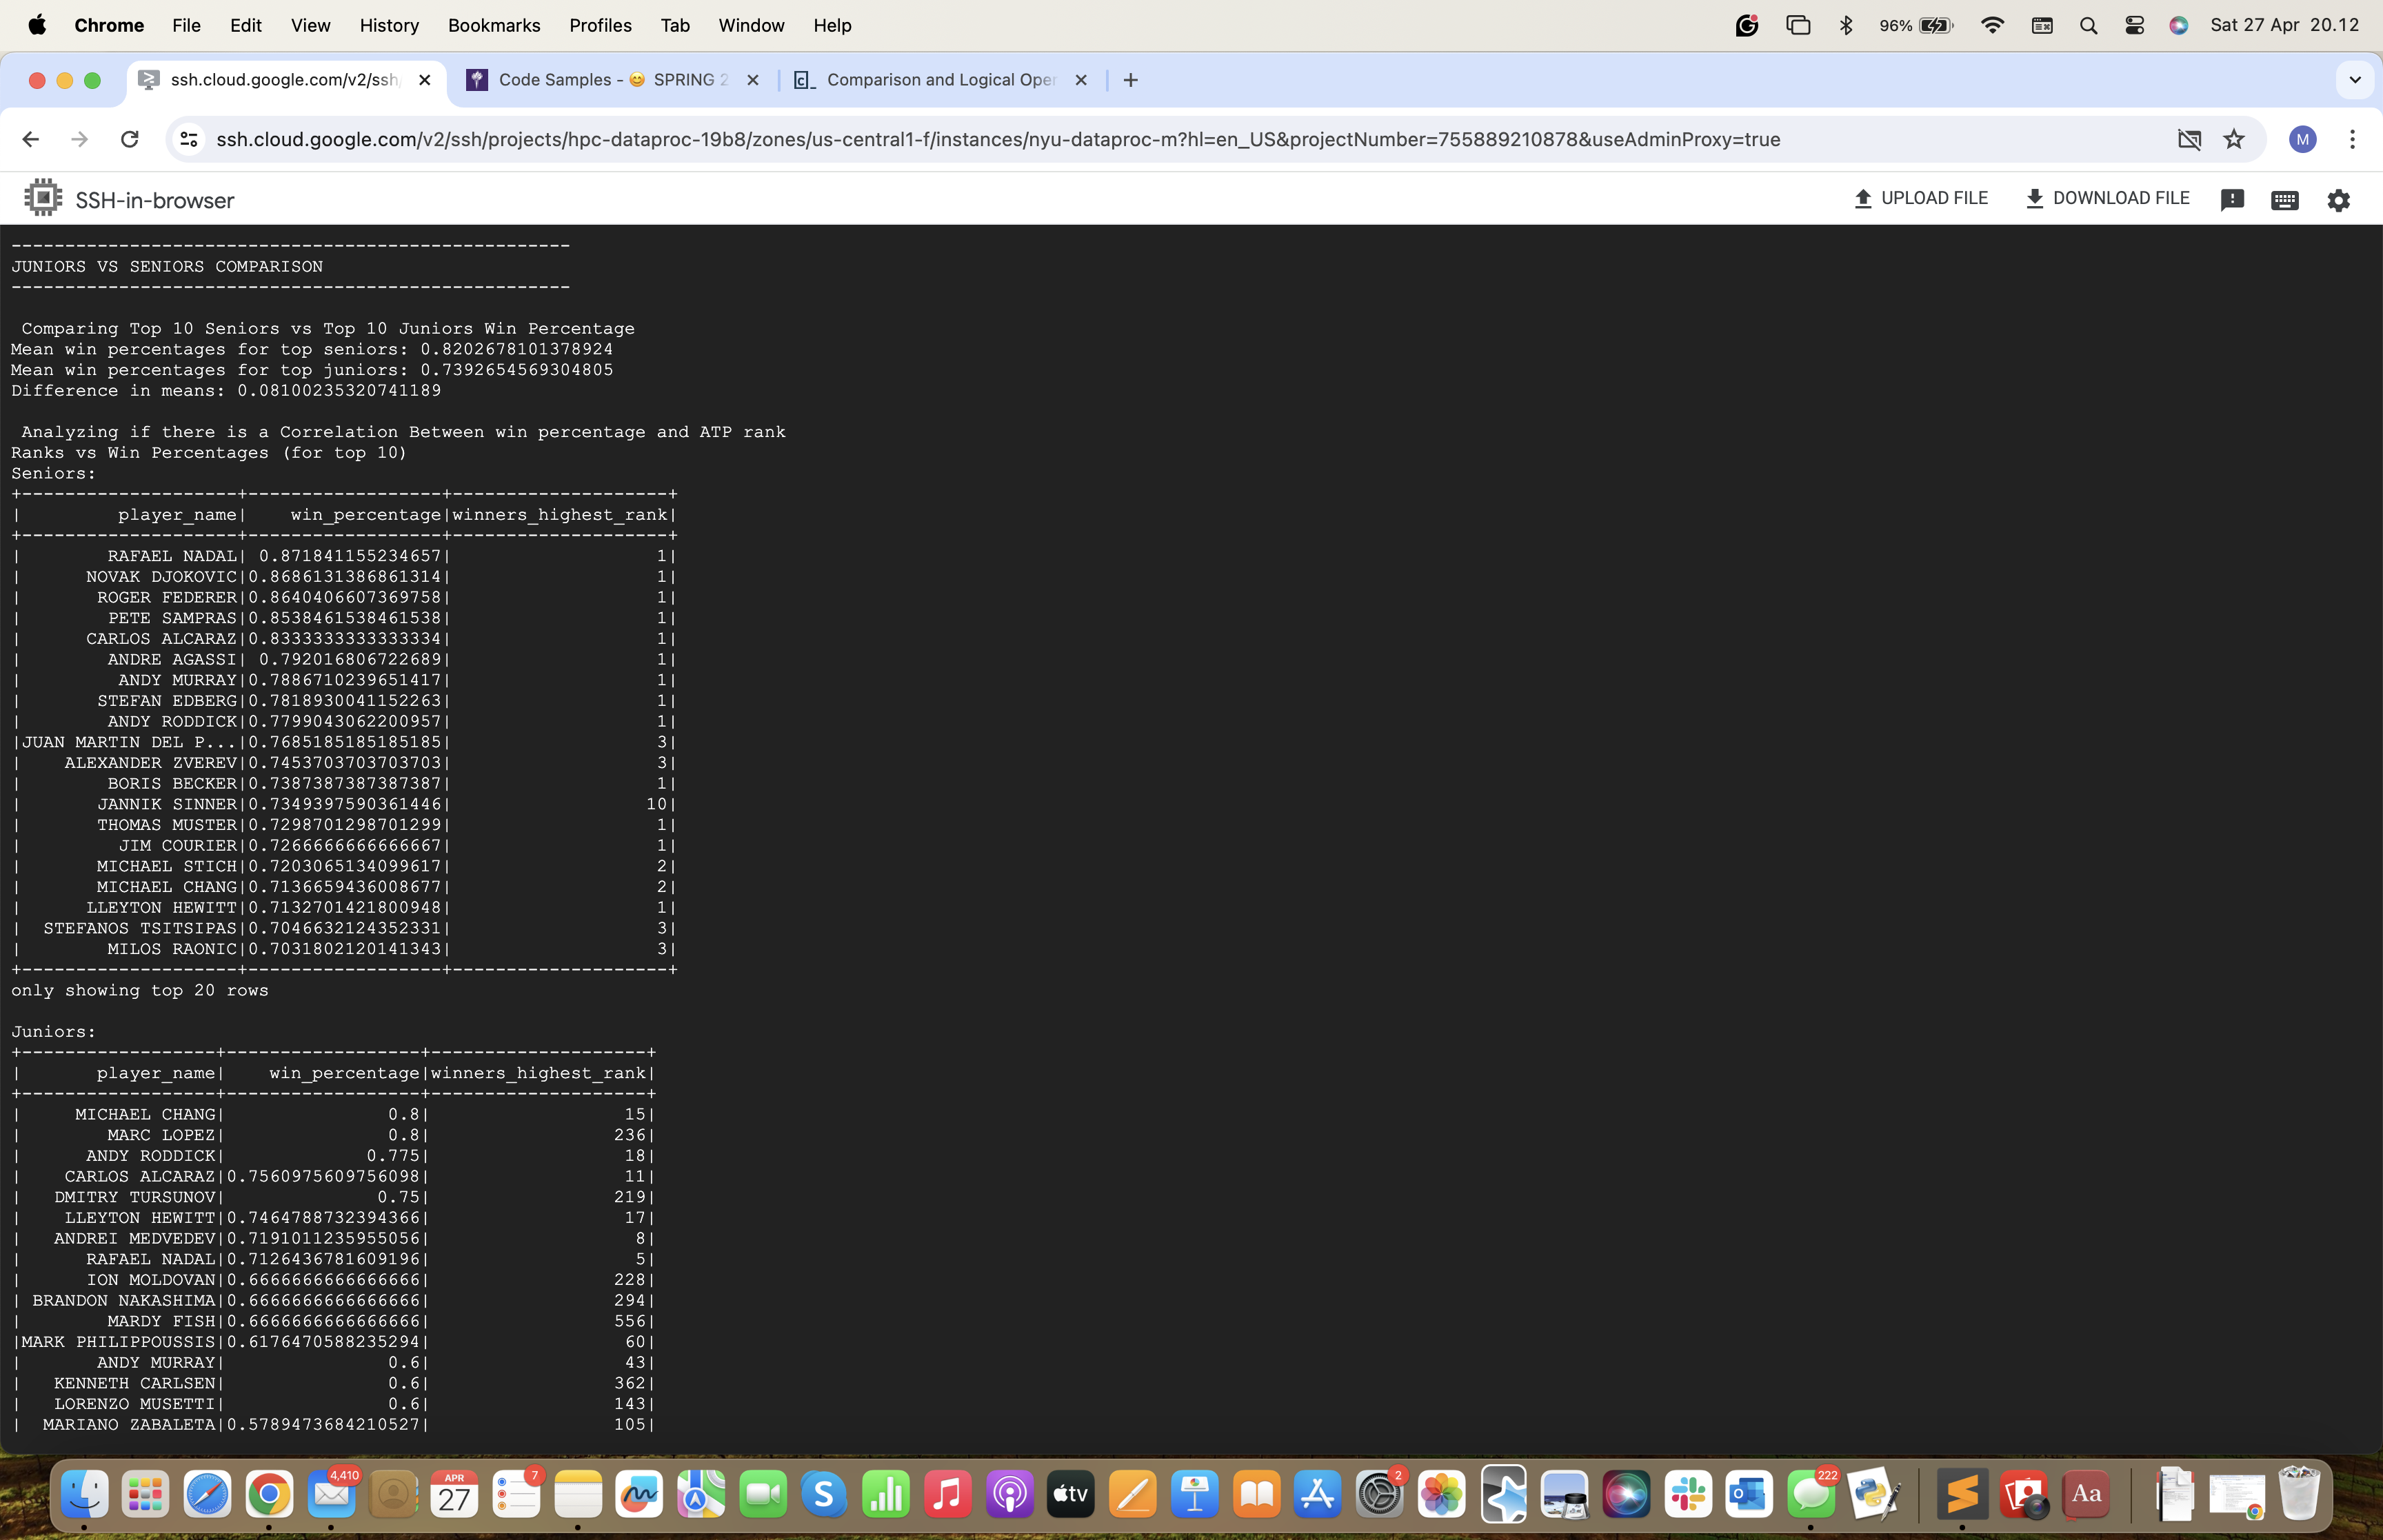 Chrome File Edit View History Bookmarks Profiles Tab Window Help 96% Sat 27 Apr 20.12
ssh.cloud.google.com/v2/ssh/ Code Samples - 😊 SPRING 2 Comparison and Logical Oper
ssh.cloud.google.com/v2/ssh/projects/hpc-dataproc-19b8/zones/us-central1-f/instances/nyu-dataproc-m?hl=en_US&projectNumber=755889210878&useAdminProxy=true M
SSH-in-browser UPLOAD FILE DOWNLOAD FILE
----------------------------------------------------
JUNIORS VS SENIORS COMPARISON
----------------------------------------------------
Comparing Top 10 Seniors vs Top 10 Juniors Win Percentage
Mean win percentages for top seniors: 0.8202678101378924
Mean win percentages for top juniors: 0.7392654569304805
Difference in means: 0.08100235320741189
Analyzing if there is a Correlation Between win percentage and ATP rank
Ranks vs Win Percentages (for top 10)
Seniors:
+--------------------+------------------+--------------------+
| player_name| win_percentage|winners_highest_rank|
+--------------------+------------------+--------------------+
| RAFAEL NADAL| 0.871841155234657| 1|
| NOVAK DJOKOVIC|0.8686131386861314| 1|
| ROGER FEDERER|0.8640406607369758| 1|
| PETE SAMPRAS|0.8538461538461538| 1|
| CARLOS ALCARAZ|0.8333333333333334| 1|
| ANDRE AGASSI| 0.792016806722689| 1|
| ANDY MURRAY|0.7886710239651417| 1|
| STEFAN EDBERG|0.7818930041152263| 1|
| ANDY RODDICK|0.7799043062200957| 1|
|JUAN MARTIN DEL P...|0.7685185185185185| 3|
| ALEXANDER ZVEREV|0.7453703703703703| 3|
| BORIS BECKER|0.7387387387387387| 1|
| JANNIK SINNER|0.7349397590361446| 10|
| THOMAS MUSTER|0.7298701298701299| 1|
| JIM COURIER|0.7266666666666667| 1|
| MICHAEL STICH|0.7203065134099617| 2|
| MICHAEL CHANG|0.7136659436008677| 2|
| LLEYTON HEWITT|0.7132701421800948| 1|
| STEFANOS TSITSIPAS|0.7046632124352331| 3|
| MILOS RAONIC|0.7031802120141343| 3|
+--------------------+------------------+--------------------+
only showing top 20 rows
Juniors:
+------------------+------------------+--------------------+
| player_name| win_percentage|winners_highest_rank|
+------------------+------------------+--------------------+
| MICHAEL CHANG| 0.8| 15|
| MARC LOPEZ| 0.8| 236|
| ANDY RODDICK| 0.775| 18|
| CARLOS ALCARAZ|0.7560975609756098| 11|
| DMITRY TURSUNOV| 0.75| 219|
| LLEYTON HEWITT|0.7464788732394366| 17|
| ANDREI MEDVEDEV|0.7191011235955056| 8|
| RAFAEL NADAL|0.7126436781609196| 5|
| ION MOLDOVAN|0.6666666666666666| 228|
| BRANDON NAKASHIMA|0.6666666666666666| 294|
| MARDY FISH|0.6666666666666666| 556|
|MARK PHILIPPOUSSIS|0.6176470588235294| 60|
| ANDY MURRAY| 0.6| 43|
| KENNETH CARLSEN| 0.6| 362|
| LORENZO MUSETTI| 0.6| 143|
| MARIANO ZABALETA|0.5789473684210527| 105|
4,410 APR 27 7 S tv 2 222 Aa